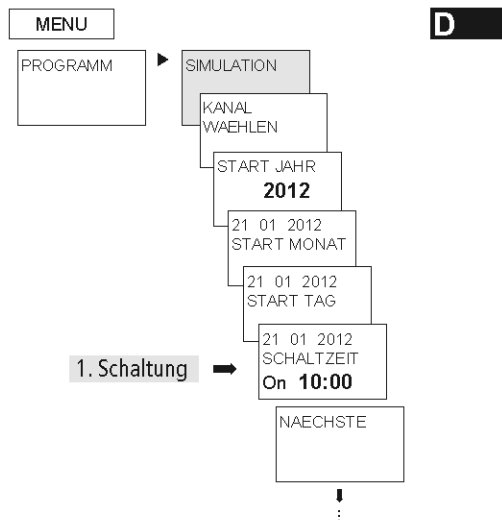 MENU
D
PROGRAMM
SIMULATION
KANAL
WAEHLEN
START JAHR
2012
21 01 2012
START MONAT
21 01 2012
START TAG
21 01 2012
SCHALTZEIT
On 10:00
1. Schaltung
NAECHSTE